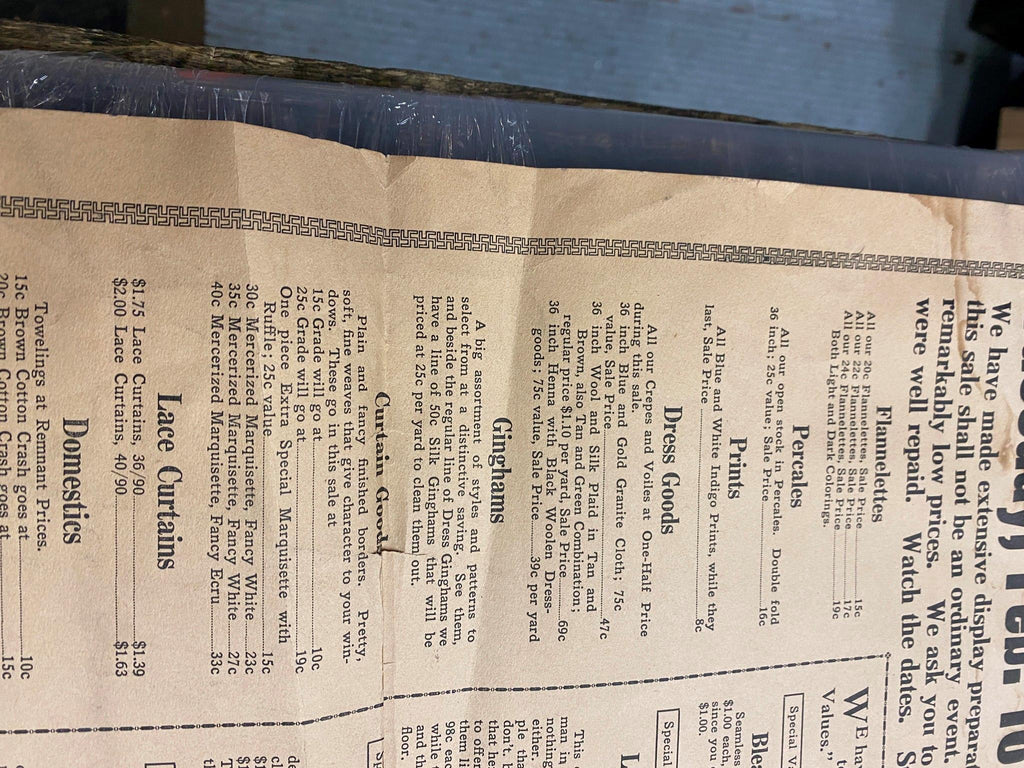 We have made extensive display preparat
this sale shall not be an ordinary event.
remarkably low prices. We ask you to
were well repaid. Watch the dates. S
Flannelettes
All our 20c Flannelettes, Sale Price 15c
All our 22c Flannelettes, Sale Price 17c
All our 24c Flannelettes, Sale Price 19c
Both Light and Dark Colorings.
Percales
All our open stock in Percales. Double fold
36 inch; 25c value; Sale Price 16c
Prints
All Blue and White Indigo Prints, while they
last, Sale Price 8c
Dress Goods
All our Crepes and Voiles at One-Half Price
during this sale.
36 inch Blue and Gold Granite Cloth; 75c
value, Sale Price 47c
36 inch Wool and Silk Plaid in Tan and
Brown, also Tan and Green Combination;
regular price $1.10 per yard, Sale Price 69c
36 inch Henna with Black Woolen Dress-
goods; 75c value, Sale Price 39c per yard
Ginghams
A big assortment of styles and patterns to
select from at a distinctive saving. See them,
and beside the regular line of Dress Ginghams we
have a line of 50c Silk Ginghams that will be
priced at 25c per yard to clean them out.
Curtain Goods
Plain and fancy finished borders. Pretty,
soft, fine weaves that give character to your win-
dows. These go in this sale at
15c Grade will go at 10c
25c Grade will go at 19c
One piece Extra Special Marquisette with
Ruffle; 25c value 15c
30c Mercerized Marquisette, Fancy White 23c
35c Mercerized Marquisette, Fancy White 27c
40c Mercerized Marquisette, Fancy Ecru 33c
Lace Curtains
$1.75 Lace Curtains, 36/90 $1.39
$2.00 Lace Curtains, 40/90 $1.63
Domestics
Towelings at Remnant Prices.
15c Brown Cotton Crash goes at 10c
20c Brown Cotton Crash goes at 15c
WE hav
Values."
Special V
Blea
Seamless
$1.00 each,
since you
$1.00.
Special
L
This
man in
nothing
either.
ple tha
don't, b
that he
to offer
them li
98c eac
while
and th
floor.